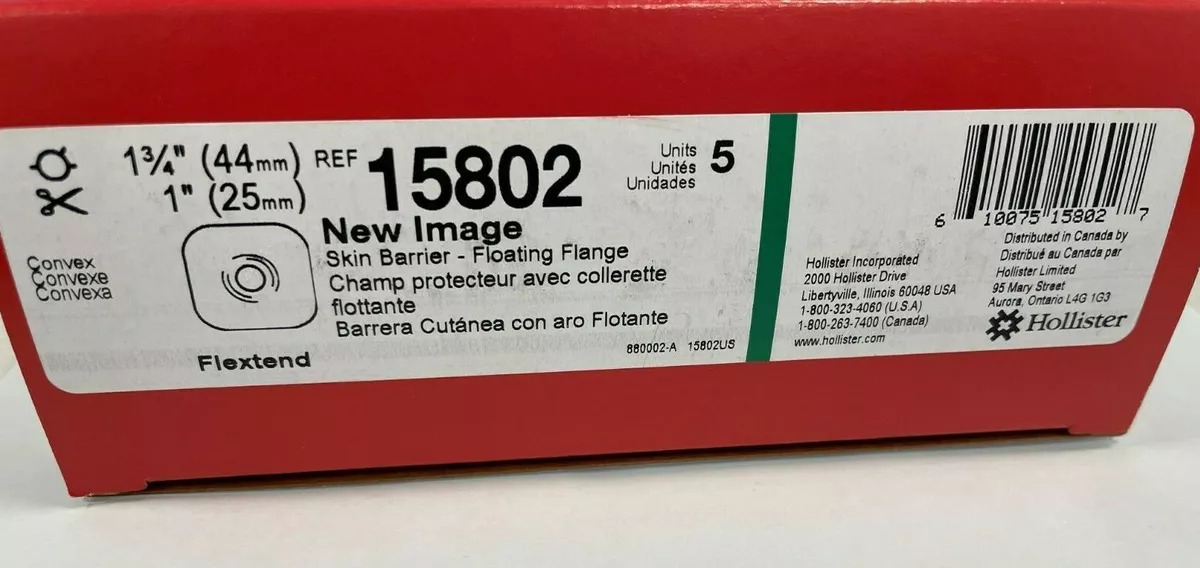 1¾" (44mm)
1" (25mm)
REF 15802
Units
Unités
Unidades
5
Convex
Convexe
Convexa
Flextend
New Image
Skin Barrier - Floating Flange
Champ protecteur avec collerette
flottante
Barrera Cutánea con aro Flotante
880002-A 15802US
Hollister Incorporated
2000 Hollister Drive
Libertyville, Illinois 60048 USA
1-800-323-4060 (U.S.A)
1-800-263-7400 (Canada)
www.hollister.com
6 10075 15802 7
Distributed in Canada by
Distribué au Canada par
Hollister Limited
95 Mary Street
Aurora, Ontario L4G 1G3
Hollister